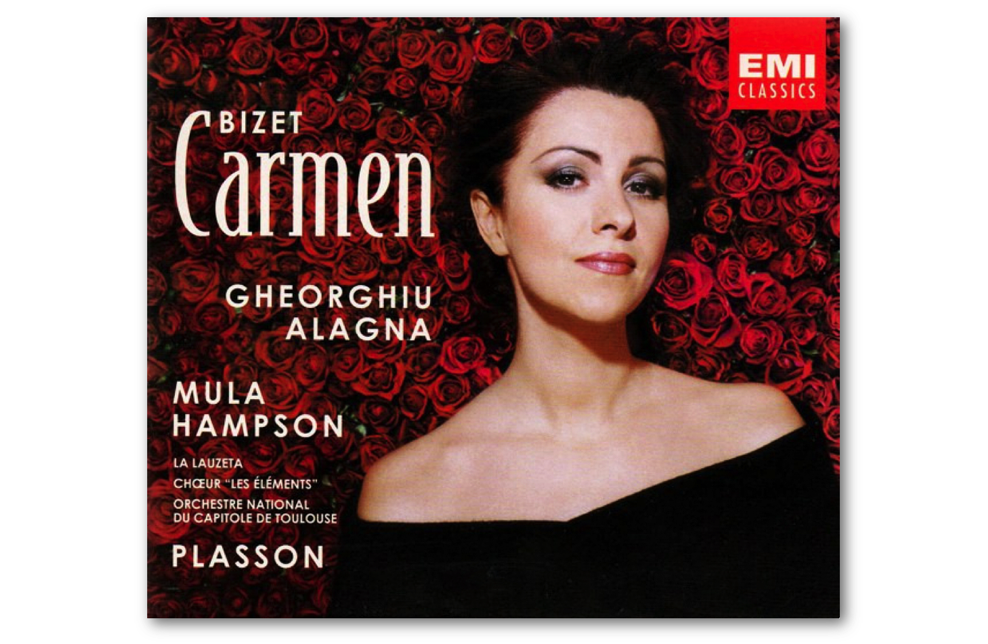 BIZET
Carmen
GHEORGHIU
ALAGNA
MULA
HAMPSON
LA LAUZETA
CHŒUR "LES ÉLÉMENTS"
ORCHESTRE NATIONAL
DU CAPITOLE DE TOULOUSE
PLASSON
EMI
CLASSICS